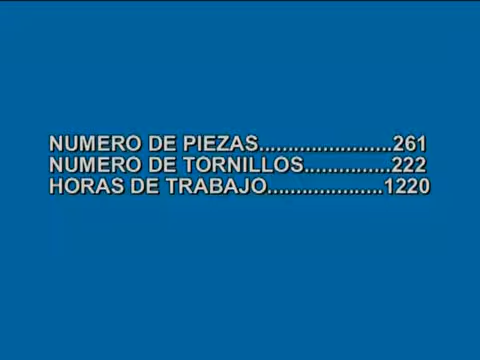 NUMERO DE PIEZAS.......................261
NUMERO DE TORNILLOS...............222
HORAS DE TRABAJO....................1220